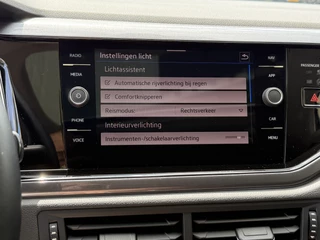 Instellingen licht
Lichtassistent
Automatische rijverlichting bij regen
Comfortknipperen
Reismodus: Rechtsverkeer
Interieurverlichting
Instrumenten-/schakelaarverlichting
RADIO
MEDIA
PHONE
VOICE
NAV
APP
CAR
MENU
PASSENGER